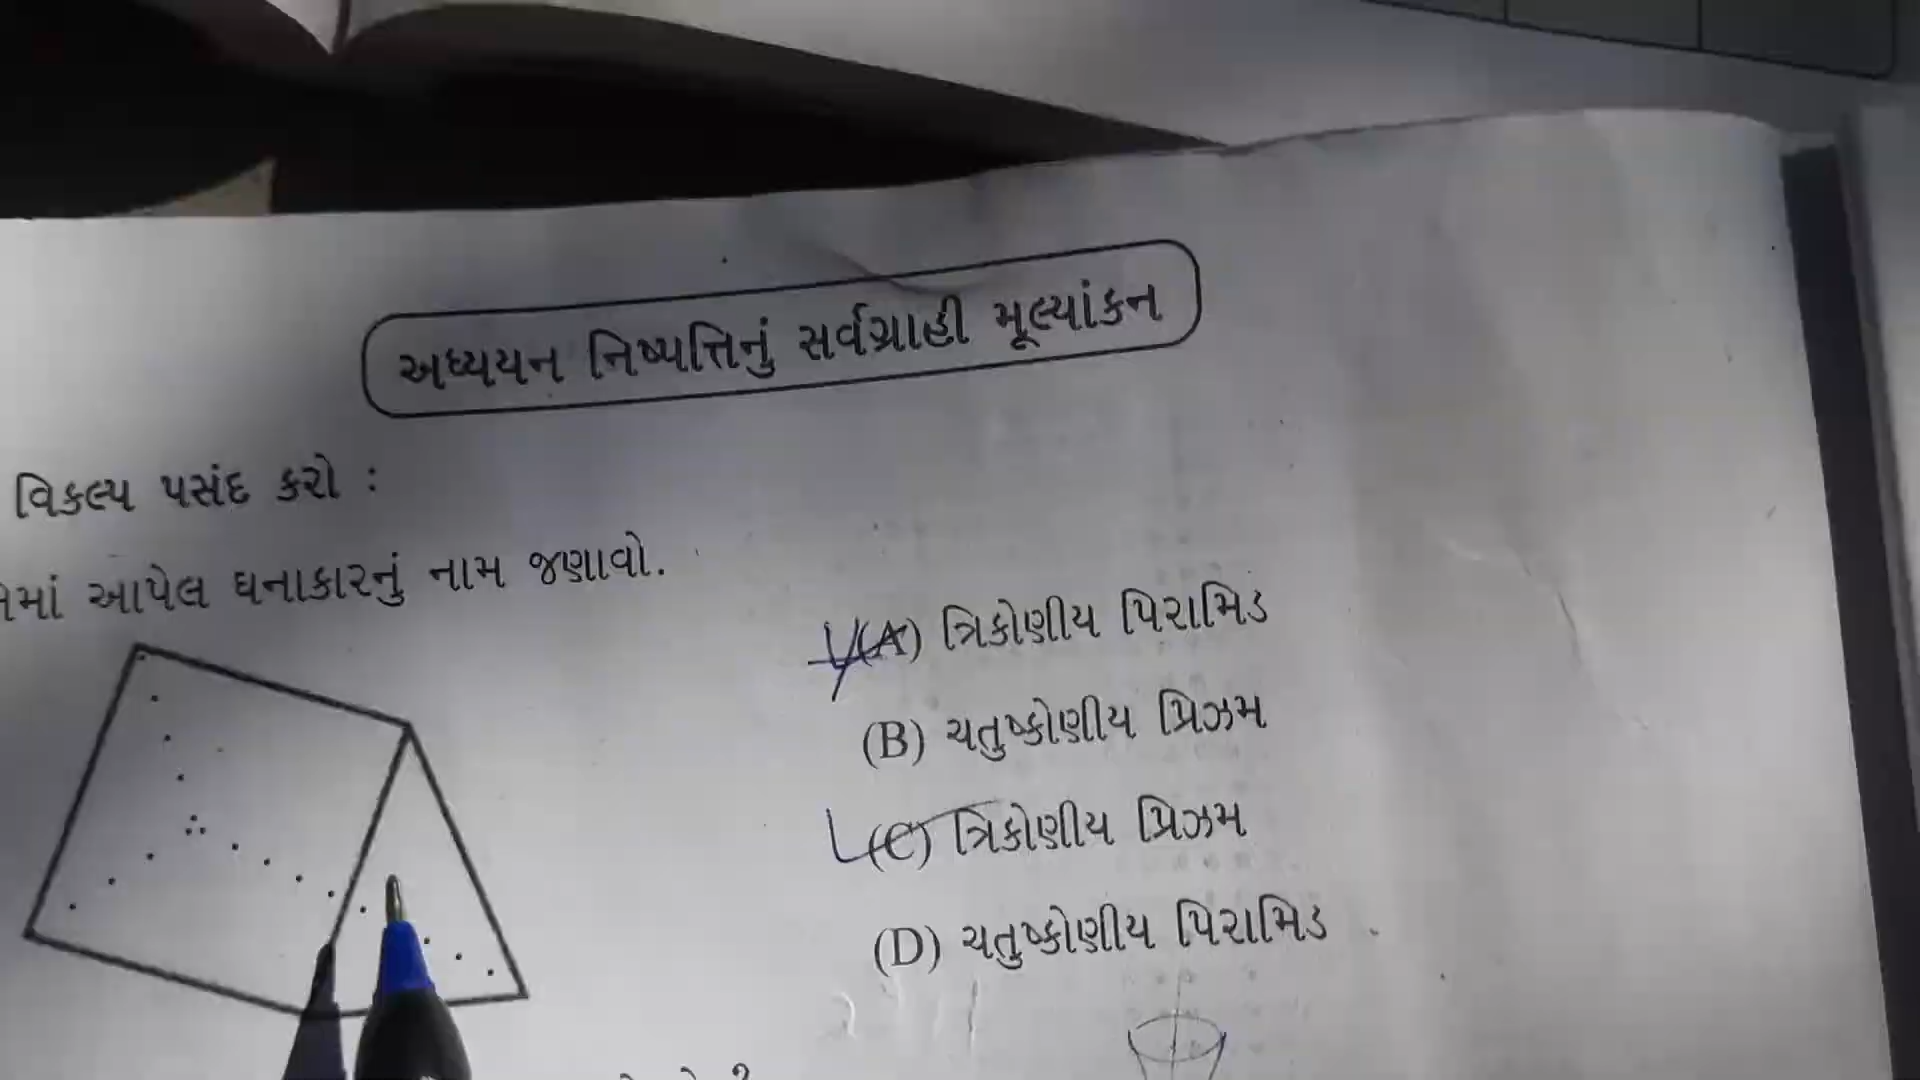 અધ્યયન નિષ્પત્તિનું સર્વગ્રાહી મૂલ્યાંકન
વિકલ્પ પસંદ કરો :
આપેલ ઘનાકારનું નામ જણાવો.
(A) ત્રિકોણીય પિરામિડ
(B) ચતુષ્કોણીય પ્રિઝમ
(C) ત્રિકોણીય પ્રિઝમ
(D) ચતુષ્કોણીય પિરામિડ